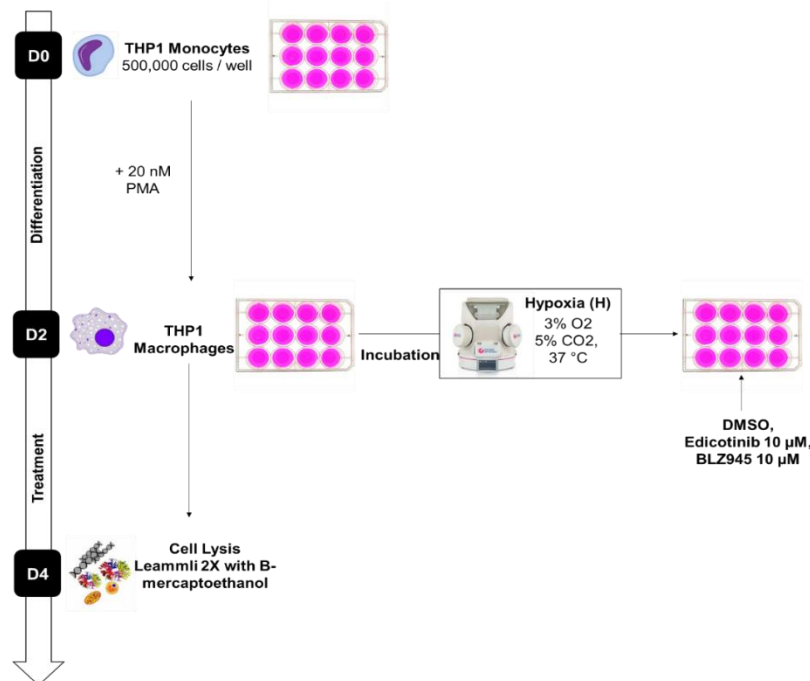 D0
THP1 Monocytes
500,000 cells / well
+ 20 nM
PMA
Differentiation
D2
THP1
Macrophages
Incubation
Hypoxia (H)
3% O2
5% CO2,
37 °C
DMSO,
Edicotinib 10 µM,
BLZ945 10 µM
Treatment
D4
Cell Lysis
Leammli 2X with B-
mercaptoethanol